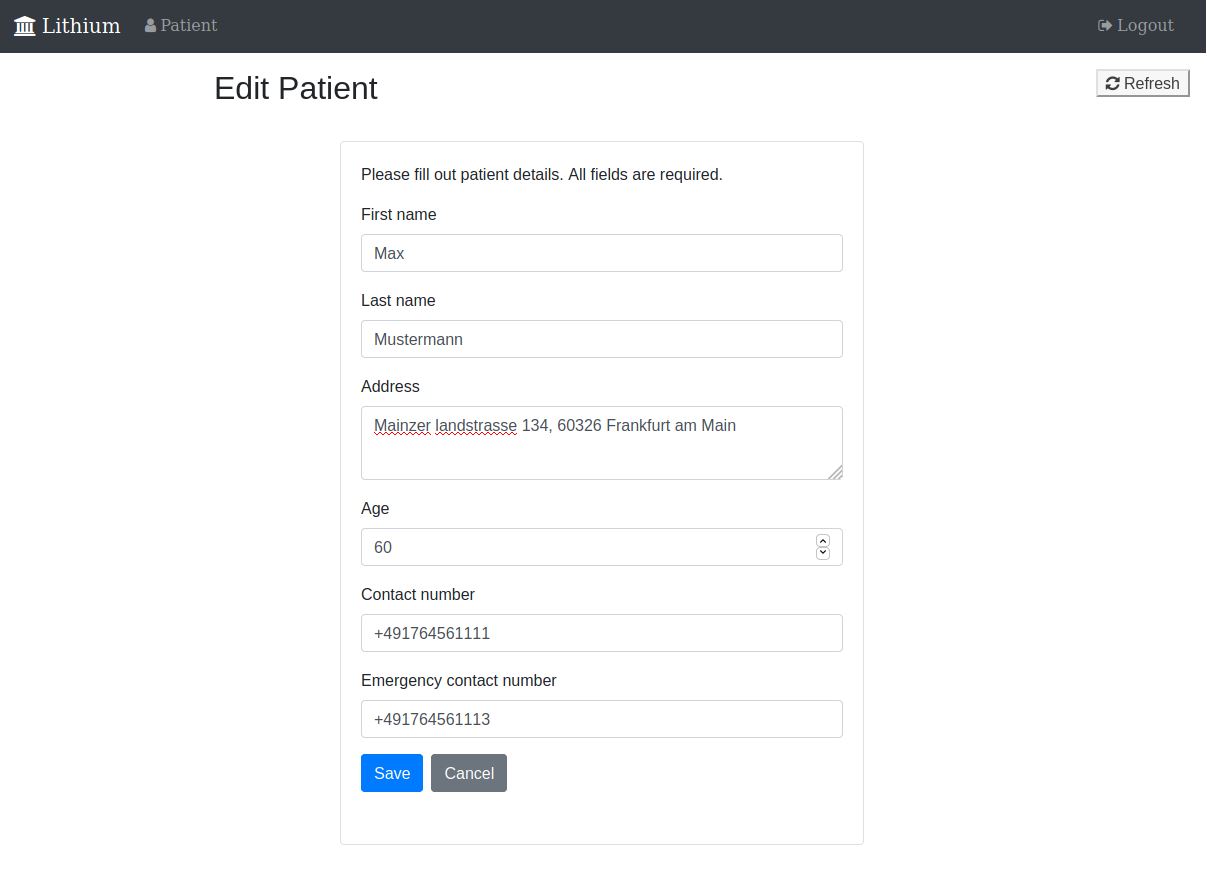 Lithium Patient Logout
Edit Patient
Refresh
Please fill out patient details. All fields are required.
First name
Max
Last name
Mustermann
Address
Mainzer landstrasse 134, 60326 Frankfurt am Main
Age
60
Contact number
+491764561111
Emergency contact number
+491764561113
Save Cancel